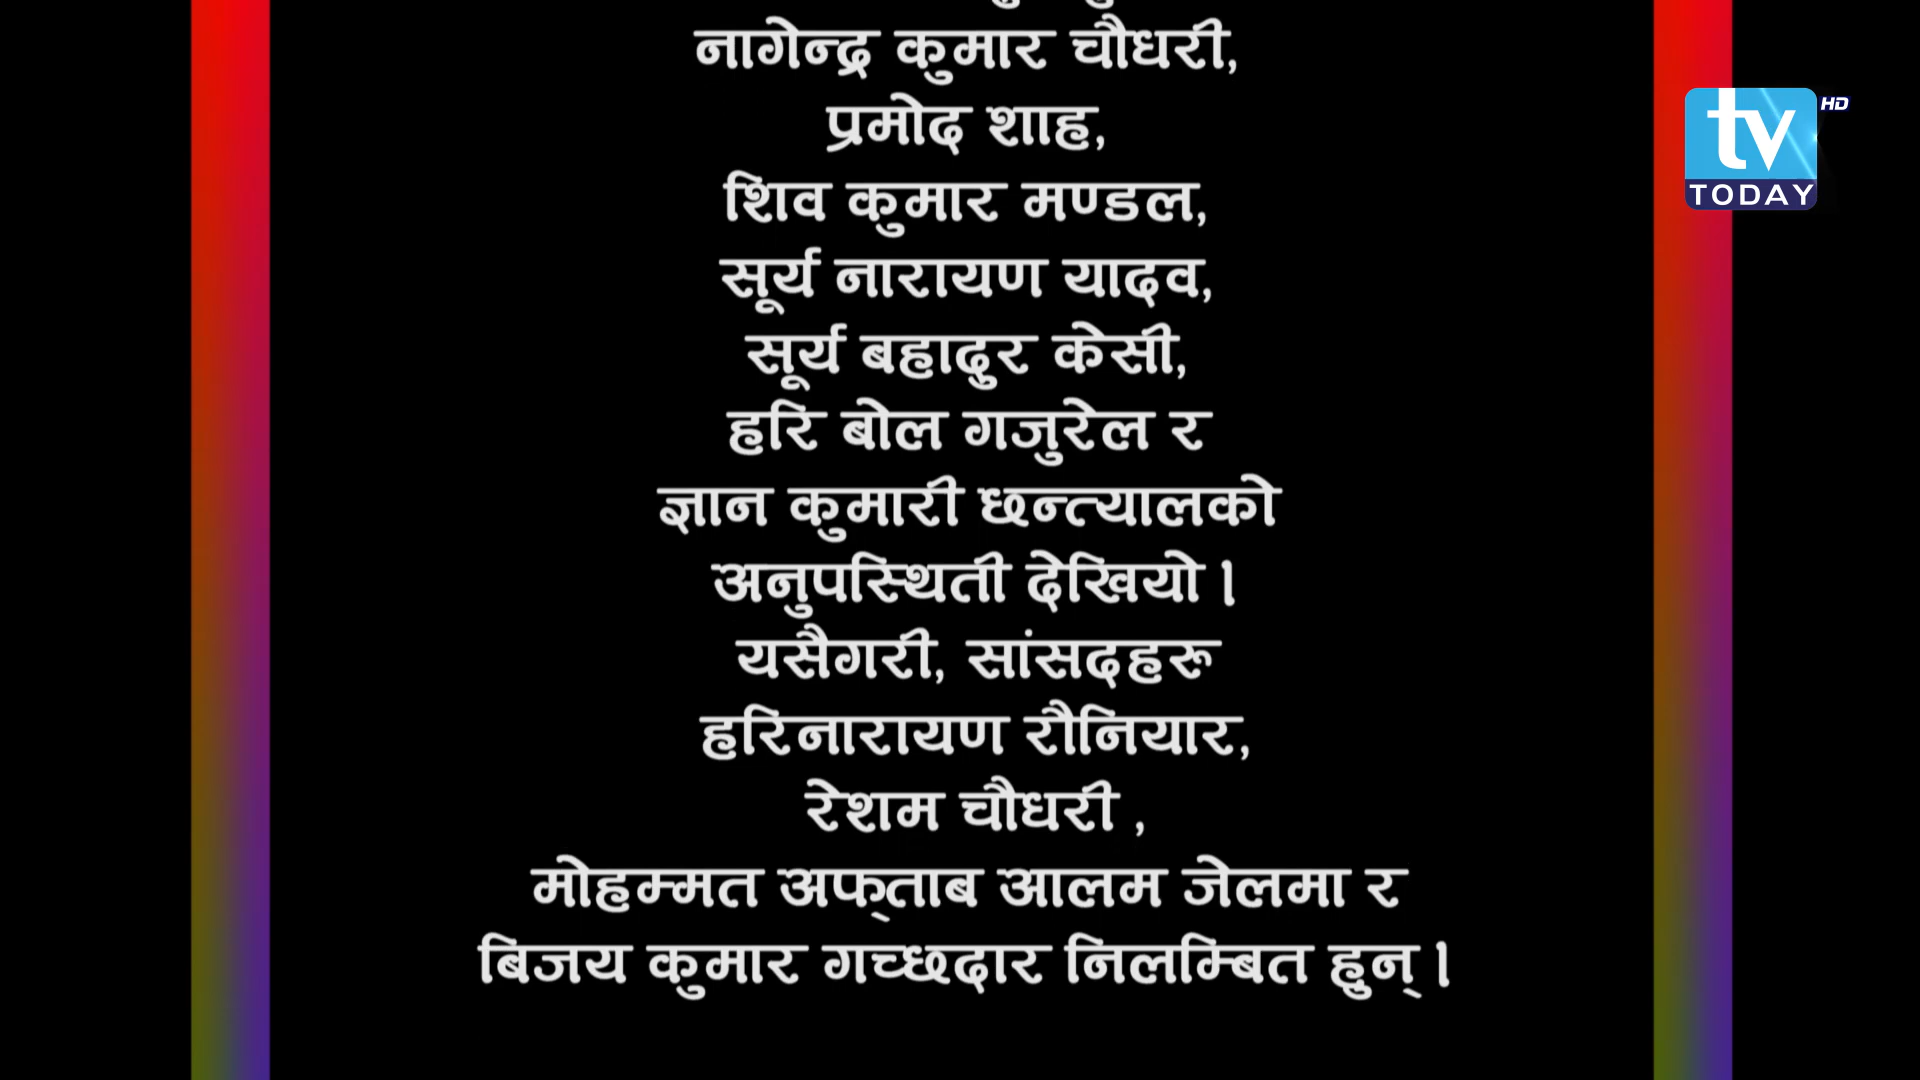 नागेन्द्र कुमार चौधरी,
प्रमोद शाह,
शिव कुमार मण्डल,
सूर्य नारायण यादव,
सूर्य बहादुर केसी,
हरि बोल गजुरेल र
ज्ञान कुमारी छन्त्यालको
अनुपस्थिती देखियो ।
यसैगरी, सांसदहरू
हरिनारायण रौनियार,
रेशम चौधरी ,
मोहम्मत अफ्ताब आलम जेलमा र
बिजय कुमार गच्छदार निलम्बित हुन् ।
tv HD
TODAY